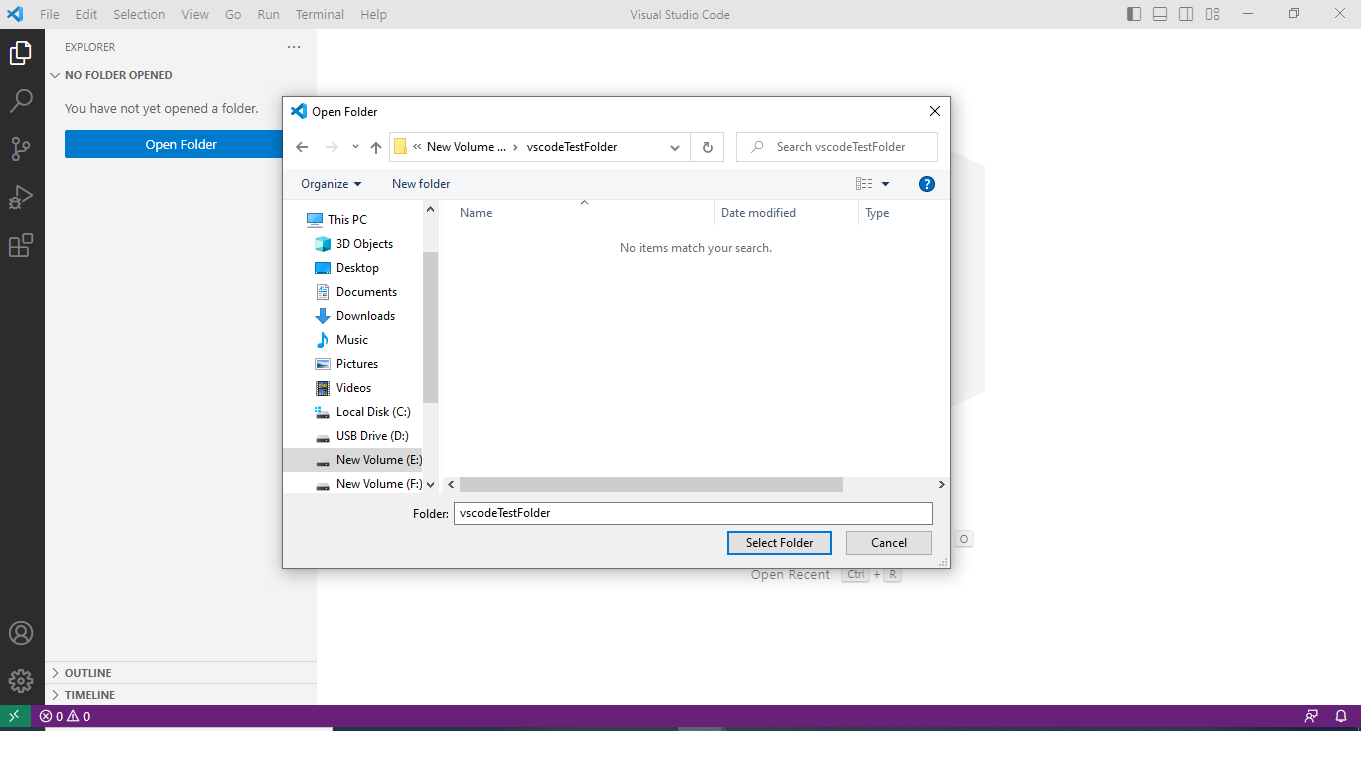 File Edit Selection View Go Run Terminal Help Visual Studio Code
EXPLORER
NO FOLDER OPENED
You have not yet opened a folder.
Open Folder
Open Folder
New Volume ... > vscodeTestFolder
Search vscodeTestFolder
Organize New folder
Name Date modified Type
No items match your search.
This PC
3D Objects
Desktop
Documents
Downloads
Music
Pictures
Videos
Local Disk (C:)
USB Drive (D:)
New Volume (E:)
New Volume (F:)
Folder: vscodeTestFolder
Select Folder Cancel
O
Open Recent Ctrl + R
OUTLINE
TIMELINE
0 0